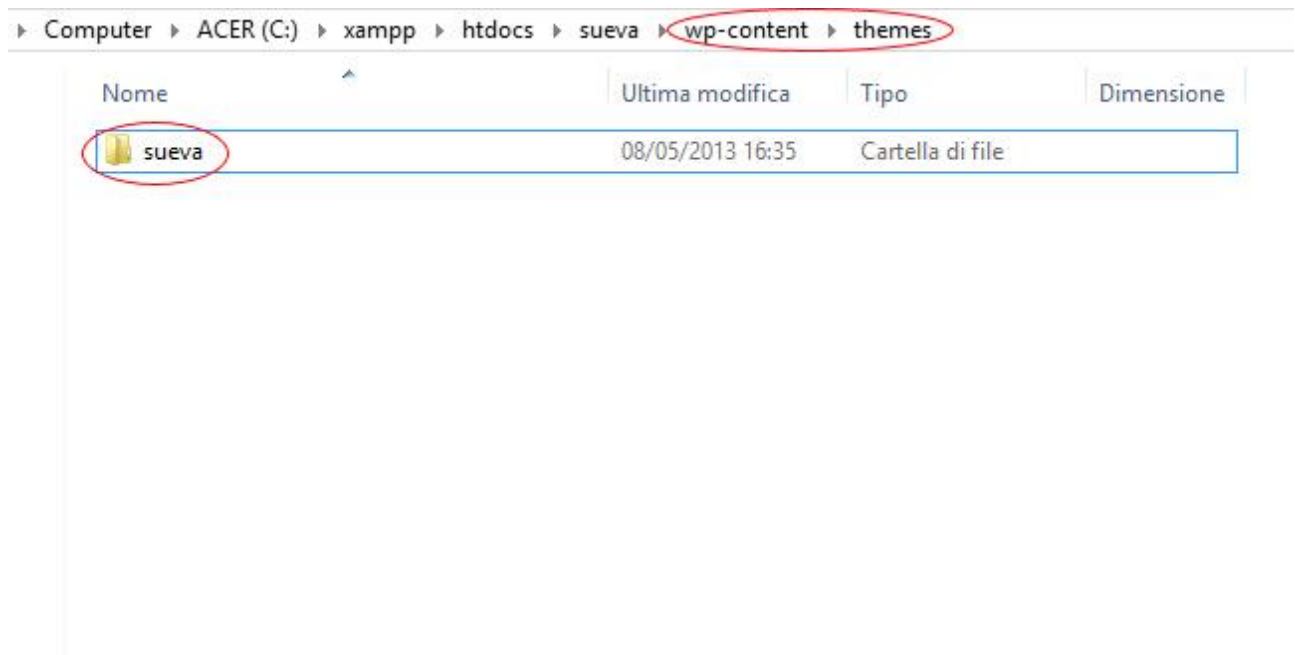 Computer ACER (C:) xampp htdocs sueva wp-content themes
Nome Ultima modifica Tipo Dimensione
sueva 08/05/2013 16:35 Cartella di file